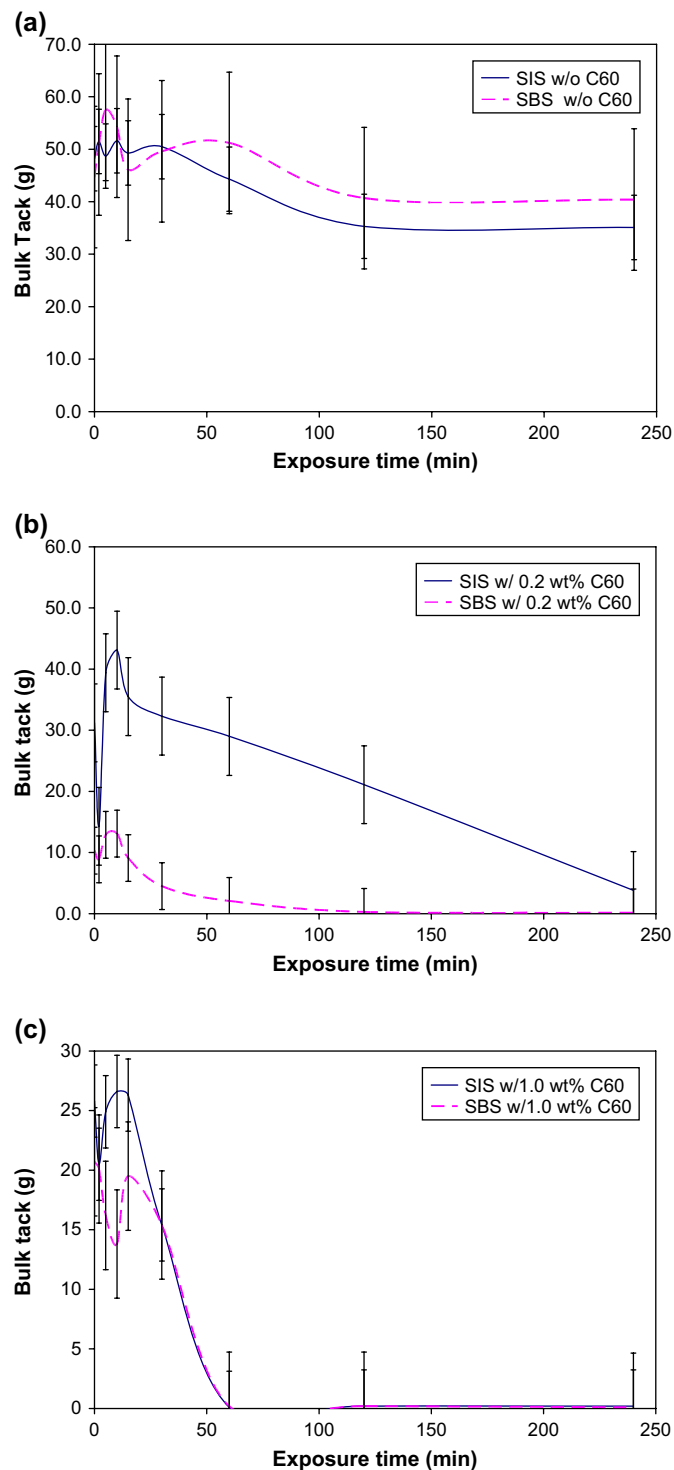 (a)
70.0
60.0
50.0
40.0
30.0
20.0
10.0
0.0
Bulk Tack (g)
SIS w/o C60
SBS w/o C60
0 50 100 150 200 250
Exposure time (min)
(b)
60.0
50.0
40.0
30.0
20.0
10.0
0.0
Bulk tack (g)
SIS w/ 0.2 wt% C60
SBS w/ 0.2 wt% C60
0 50 100 150 200 250
Exposure time (min)
(c)
30
25
20
15
10
5
0
Bulk tack (g)
SIS w/1.0 wt% C60
SBS w/1.0 wt% C60
0 50 100 150 200 250
Exposure time (min)